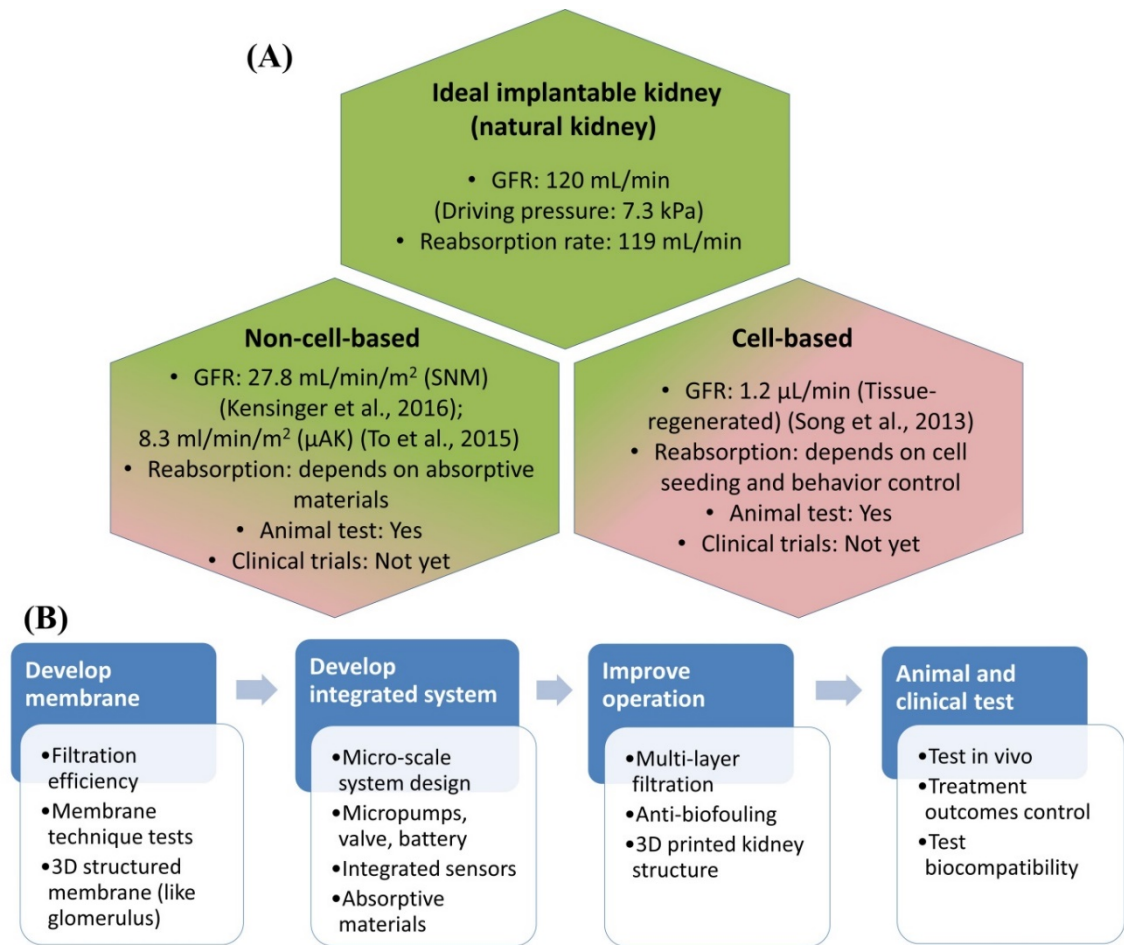 (A)
Ideal implantable kidney
(natural kidney)
• GFR: 120 mL/min
(Driving pressure: 7.3 kPa)
• Reabsorption rate: 119 mL/min
Non-cell-based
• GFR: 27.8 mL/min/m² (SNM)
(Kensinger et al., 2016);
8.3 ml/min/m² (µAK) (To et al., 2015)
• Reabsorption: depends on absorptive
materials
• Animal test: Yes
• Clinical trials: Not yet
Cell-based
• GFR: 1.2 µL/min (Tissue-
regenerated) (Song et al., 2013)
• Reabsorption: depends on cell
seeding and behavior control
• Animal test: Yes
• Clinical trials: Not yet
(B)
Develop
membrane
•Filtration
efficiency
•Membrane
technique tests
•3D structured
membrane (like
glomerulus)
Develop
integrated system
•Micro-scale
system design
•Micropumps,
valve, battery
•Integrated sensors
•Absorptive
materials
Improve
operation
•Multi-layer
filtration
•Anti-biofouling
•3D printed kidney
structure
Animal and
clinical test
•Test in vivo
•Treatment
outcomes control
•Test
biocompatibility